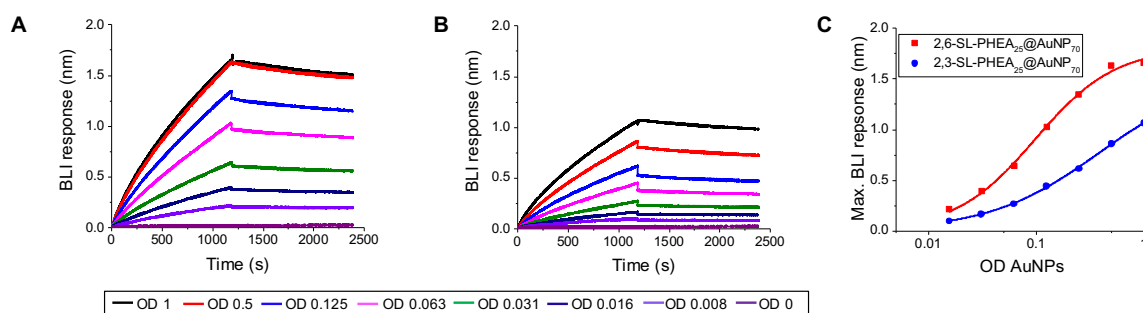 A
BLI response (nm)
2.0
1.5
1.0
0.5
0.0
0 500 1000 1500 2000 2500
Time (s)
B
BLI response (nm)
2.0
1.5
1.0
0.5
0.0
0 500 1000 1500 2000 2500
Time (s)
C
Max. BLI repsonse (nm)
2.0
1.5
1.0
0.5
0.0
2,6-SL-PHEA₂₅@AuNP₇₀
2,3-SL-PHEA₂₅@AuNP₇₀
0.01 0.1
OD AuNPs
OD 1 OD 0.5 OD 0.125 OD 0.063 OD 0.031 OD 0.016 OD 0.008 OD 0